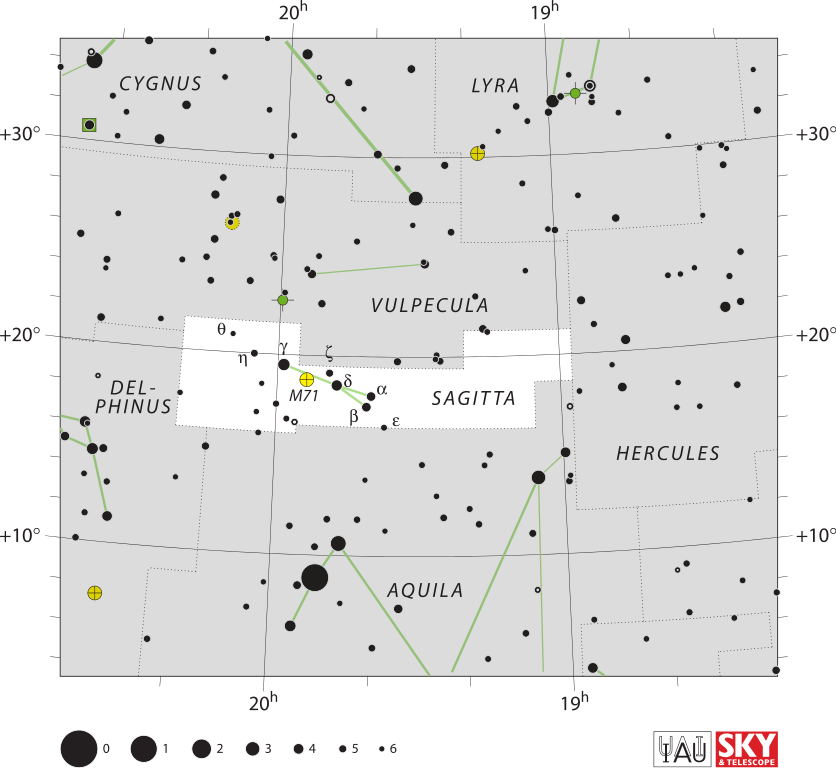 20h 19h
CYGNUS
LYRA
+30° +30°
VULPECULA
+20° +20°
θ
η γ ζ
M71 δ α
DEL-
PHINUS
SAGITTA
β ε
HERCULES
+10° +10°
AQUILA
20h 19h
0 1 2 3 4 5 6
IAU
SKY
& TELESCOPE